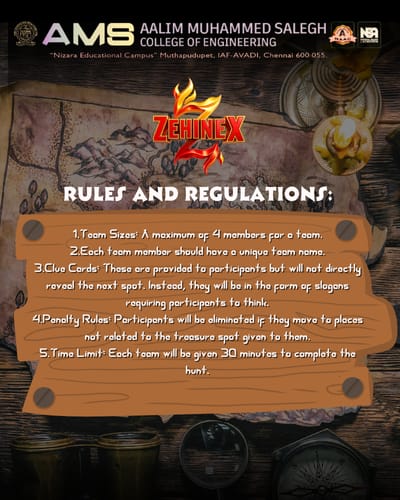 AMS AALIM MUHAMMED SALEGH
COLLEGE OF ENGINEERING
"Nizara Educational Campus" Muthapudupet, IAF-AVADI, Chennai 600 055.
ZEHINEX
RULES AND REGULATIONS:
1.Team Sizes: A maximum of 4 members for a team.
2.Each team member should have a unique team name.
3.Clue Cards: These are provided to participants but will not directly
reveal the next spot. Instead, they will be in the form of slogans
requiring participants to think.
4.Penalty Rules: Participants will be eliminated if they move to places
not related to the treasure spot given to them.
5.Time Limit: Each team will be given 30 minutes to complete the
hunt.